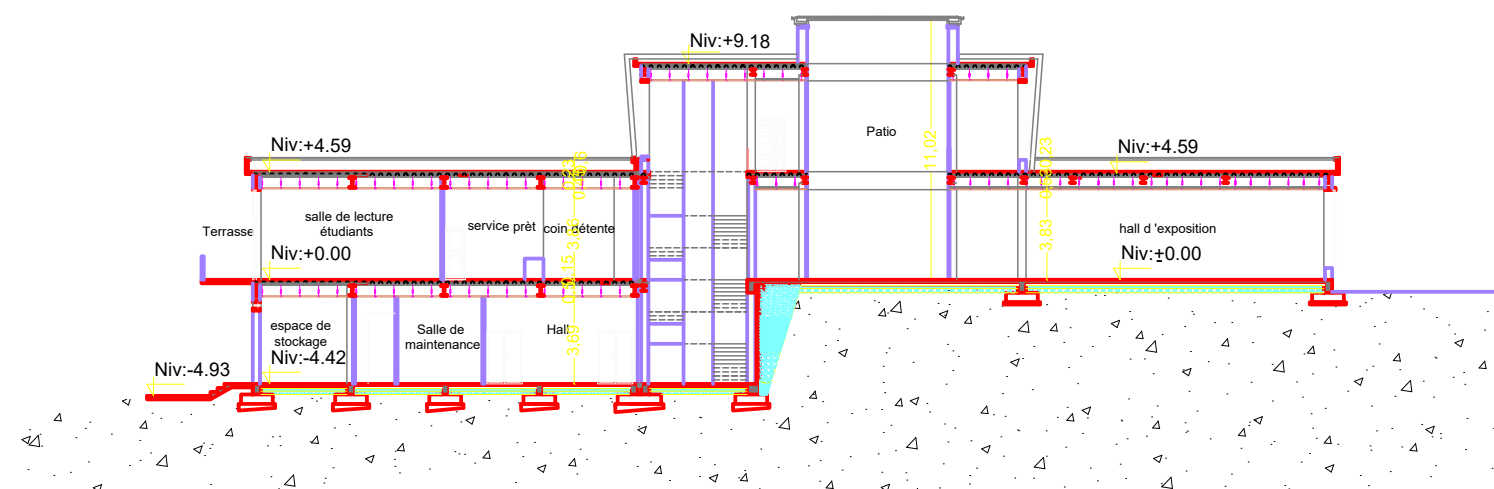 Niv:+9.18
Patio
11,02
Niv:+4.59
Niv:+4.59
salle de lecture
étudiants
service prèt
coin détente
Terrasse
hall d 'exposition
3,83
Niv:+0.00
Niv:±0.00
espace de
stockage
Salle de
maintenance
Hall
3,69
Niv:-4.42
Niv:-4.93